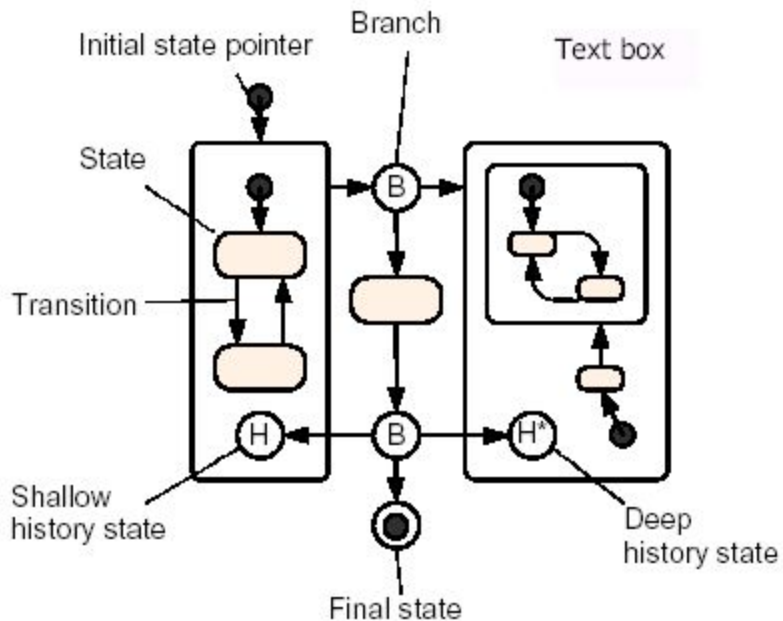 Branch
Initial state pointer
Text box
State
B
Transition
H
B
H*
Shallow
history state
Deep
history state
Final state